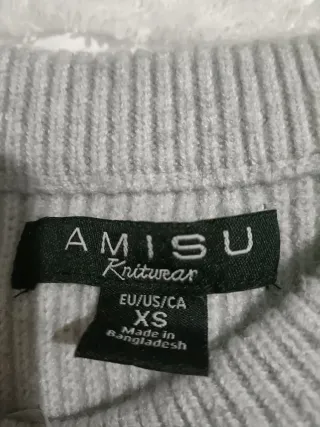 AMISU
Knitwear
EU/US/CA
XS
Made in
Bangladesh